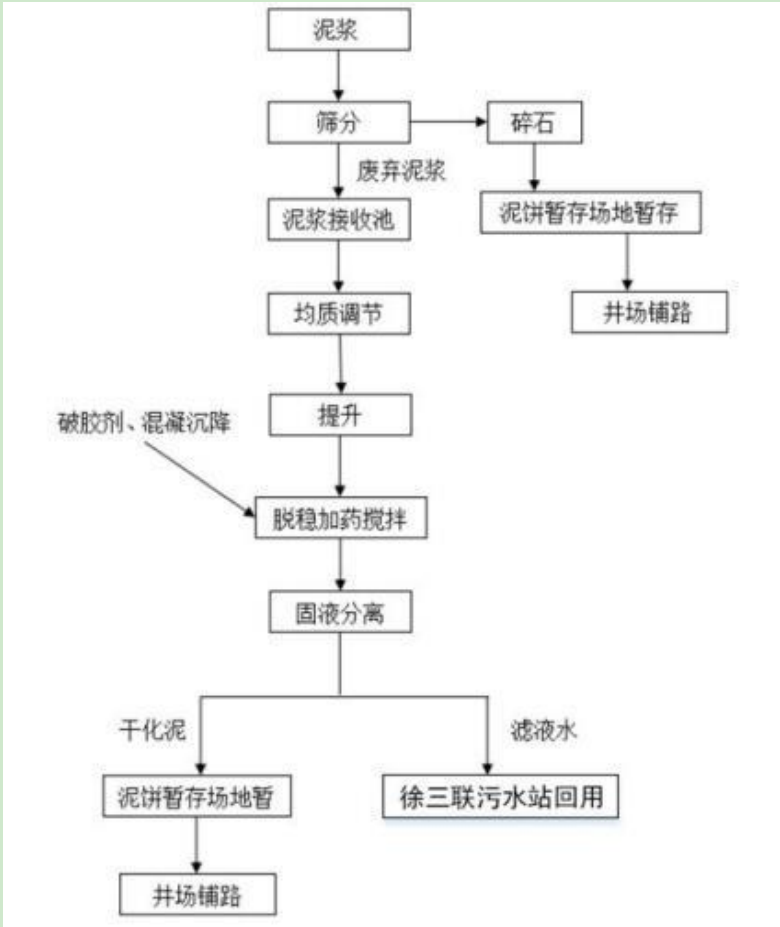 泥浆
筛分
碎石
废弃泥浆
泥浆接收池
泥饼暂存场地暂存
均质调节
井场铺路
提升
破胶剂、混凝沉降
脱稳加药搅拌
固液分离
干化泥
滤液水
泥饼暂存场地暂
徐三联污水站回用
井场铺路